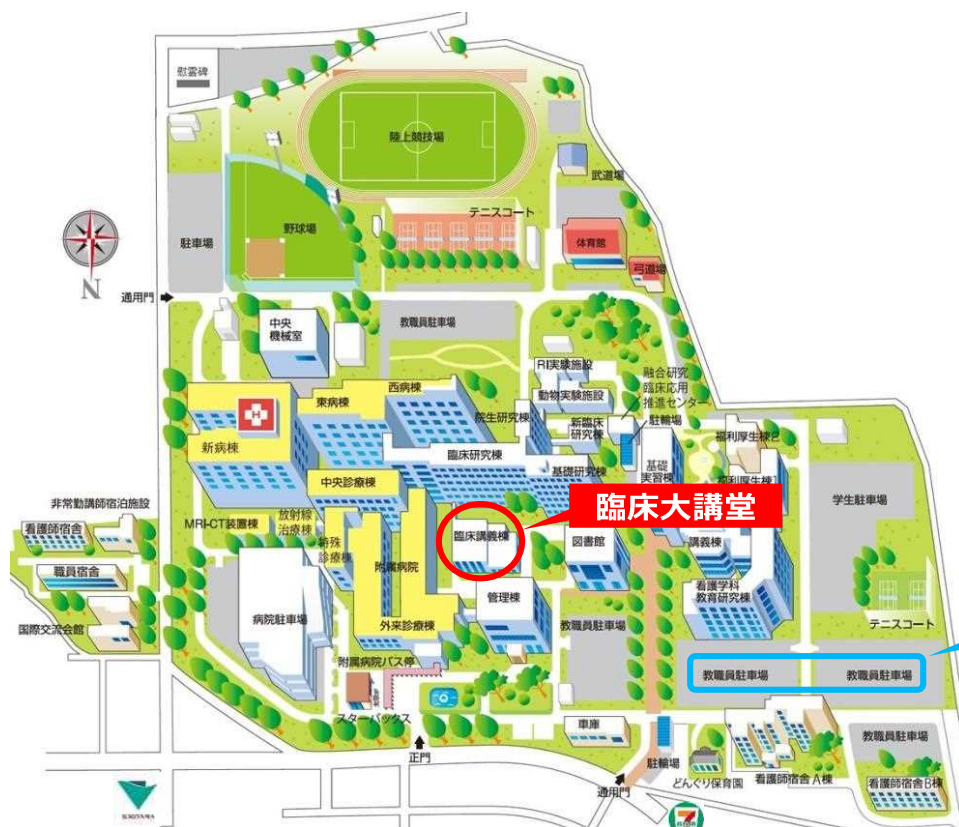 慰霊碑
陸上競技場
武道場
テニスコート
体育館
弓道場
野球場
駐車場
N
通用門
中央
機械室
教職員駐車場
RI実験施設
動物実験施設
融合研究
臨床応用
推進センター
駐輪場
西病棟
東病棟
院生研究棟
新臨床
研究棟
H
新病棟
臨床研究棟
基礎研究棟
基礎
実習棟
福利厚生棟2
福利厚生棟1
中央診療棟
臨床大講堂
学生駐車場
非常勤講師宿泊施設
看護師宿舎
MRI-CT装置棟
放射線
治療棟
特殊
診療棟
附属病院
臨床講義棟
図書館
講義棟
職員宿舎
看護学科
教育研究棟
国際交流会館
病院駐車場
外来診療棟
管理棟
教職員駐車場
テニスコート
附属病院バス停
教職員駐車場
教職員駐車場
スターバックス
車庫
正門
駐輪場
どんぐり保育園
看護師宿舎A棟
教職員駐車場
看護師宿舎B棟
通用門
7